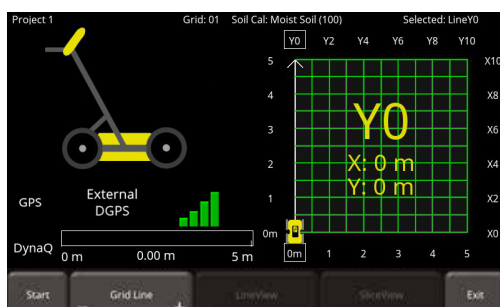 Project 1 Grid: 01 Soil Cal: Moist Soil (100) Selected: LineY0
Y0 Y2 Y4 Y6 Y8 Y10
5 X10
4 X8
3 X6
2 X4
1 X2
0m X0
0m 1 2 3 4 5
Y0
X: 0 m
Y: 0 m
GPS External
DGPS
DynaQ
0 m 0.00 m 5 m
Start - Grid Line + LineView SliceView Exit